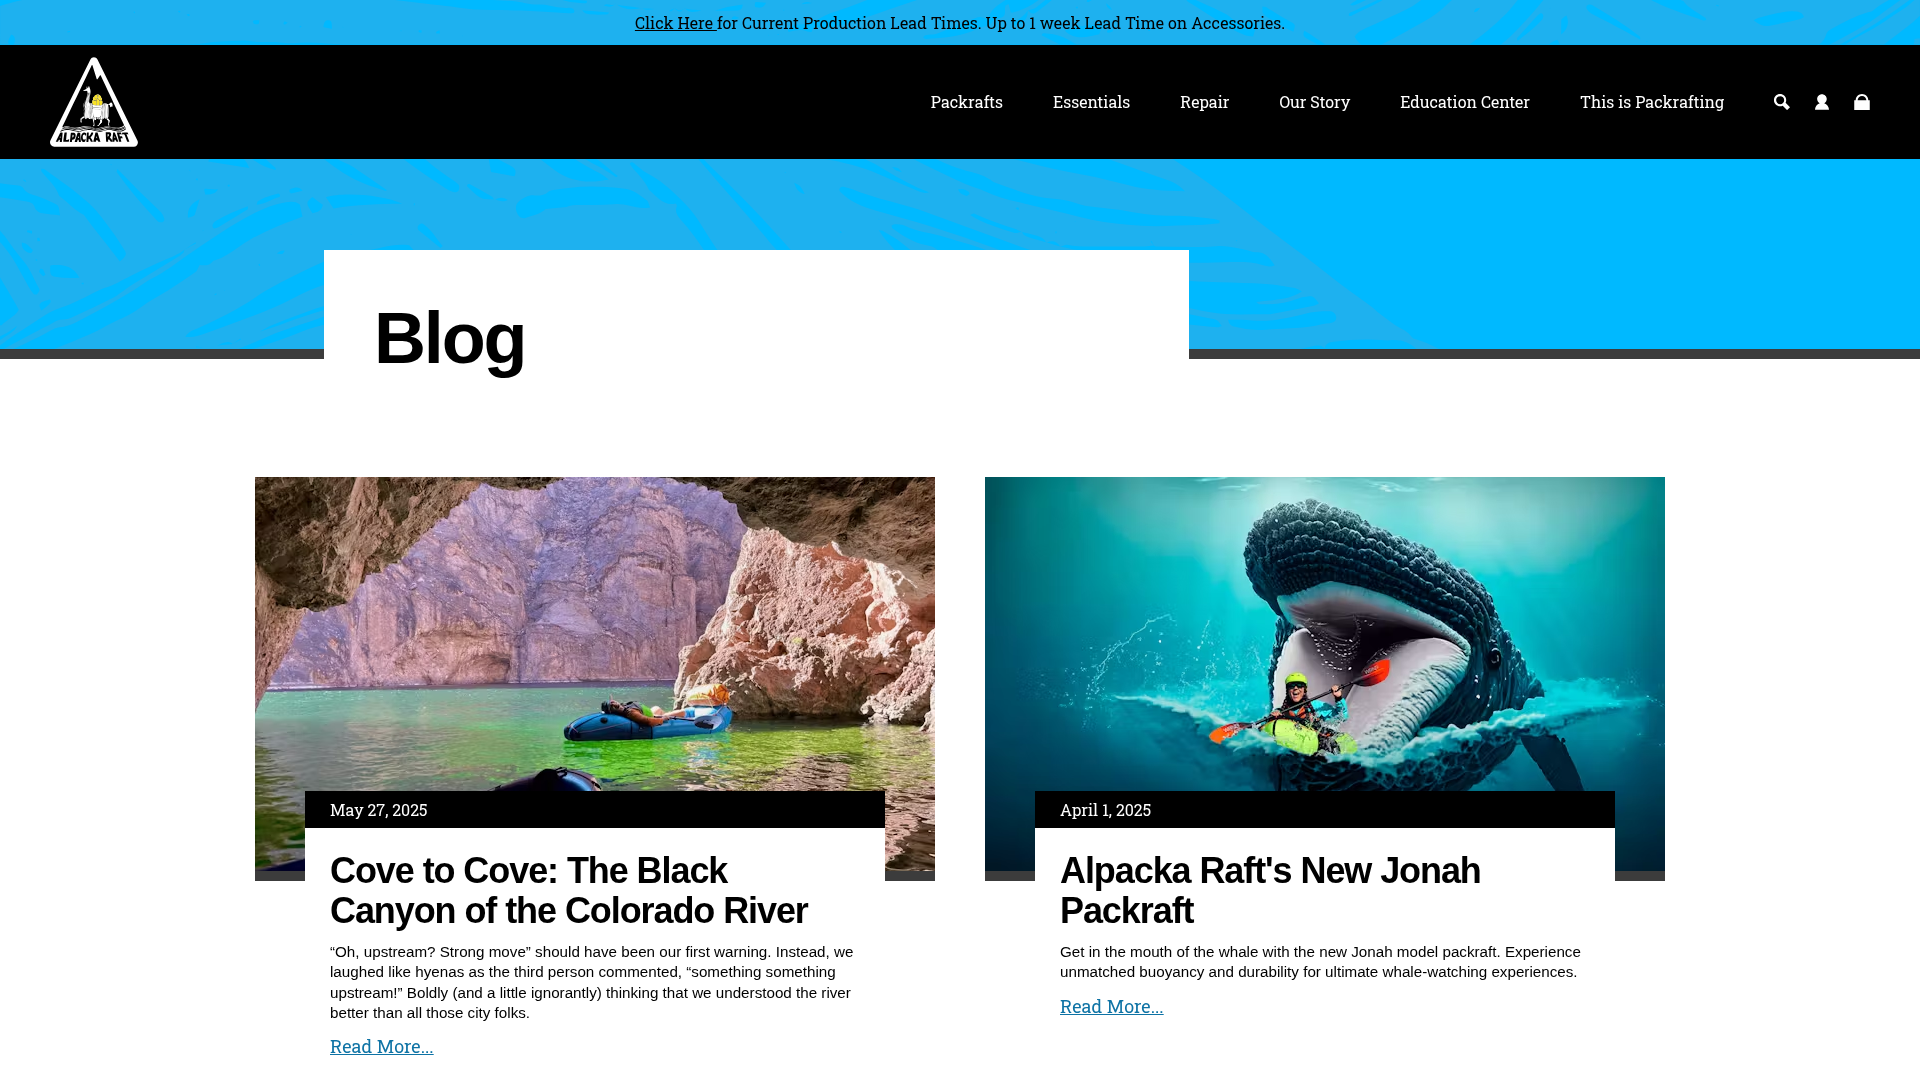 Click Here for Current Production Lead Times. Up to 1 week Lead Time on Accessories.
ALPACKA RAFT
Packrafts
Essentials
Repair
Our Story
Education Center
This is Packrafting
Blog
May 27, 2025
Cove to Cove: The Black
Canyon of the Colorado River
“Oh, upstream? Strong move” should have been our first warning. Instead, we
laughed like hyenas as the third person commented, “something something
upstream!” Boldly (and a little ignorantly) thinking that we understood the river
better than all those city folks.
Read More...
April 1, 2025
Alpacka Raft's New Jonah
Packraft
Get in the mouth of the whale with the new Jonah model packraft. Experience
unmatched buoyancy and durability for ultimate whale-watching experiences.
Read More...